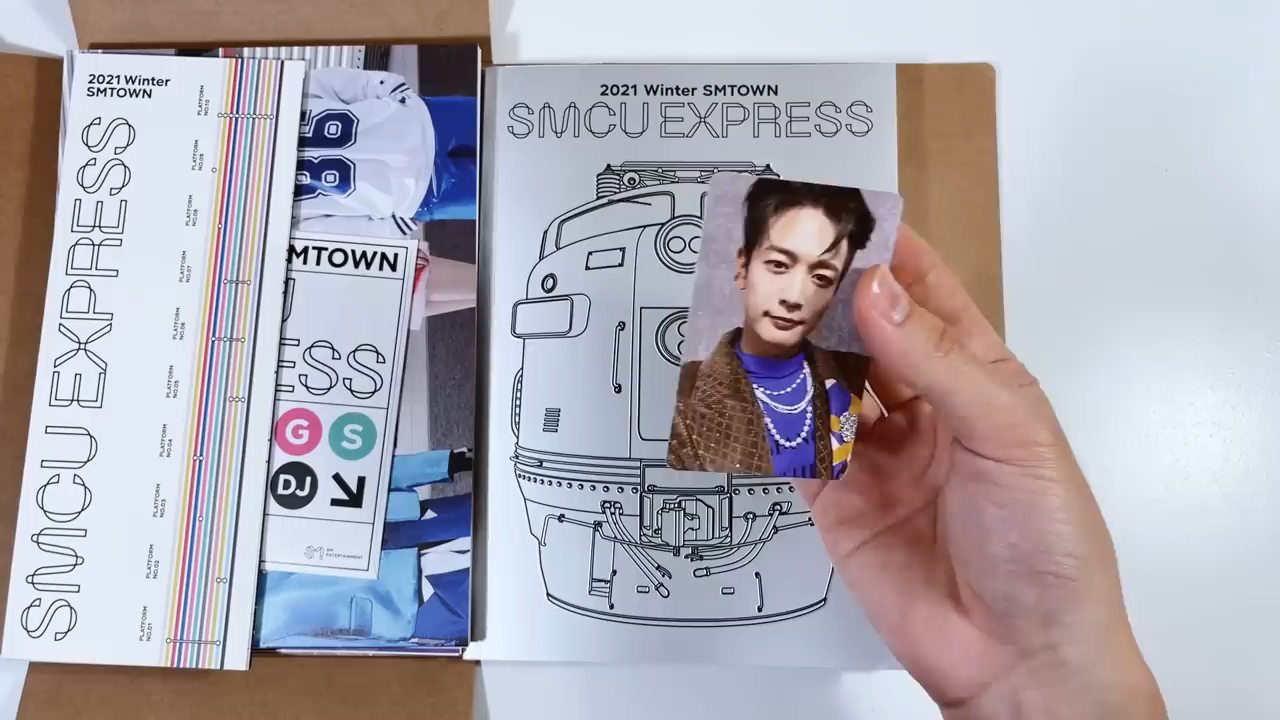 2021 Winter
SMTOWN
SMCU EXPRESS
PLATFORM
NO.10
PLATFORM
NO.09
PLATFORM
NO.08
PLATFORM
NO.07
PLATFORM
NO.06
PLATFORM
NO.05
PLATFORM
NO.04
PLATFORM
NO.03
PLATFORM
NO.02
PLATFORM
NO.01
98
MTOWN
ESS
G S
DJ
SM
ENTERTAINMENT
2021 Winter SMTOWN
SMCU EXPRESS